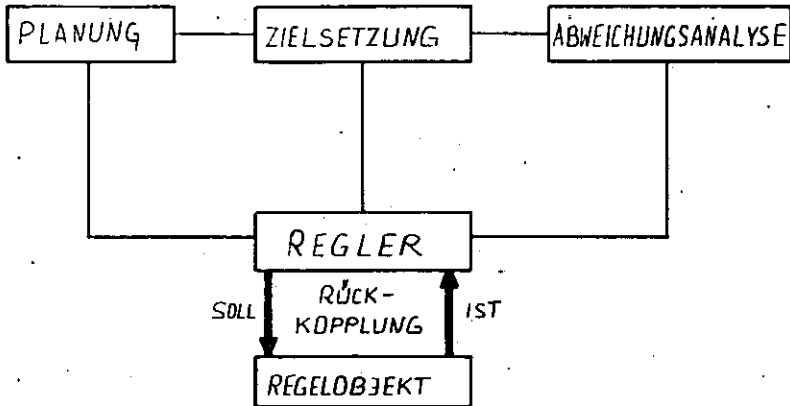 PLANUNG
ZIELSETZUNG
ABWEICHUNGSANALYSE
REGLER
SOLL
RÜCK-
KOPPLUNG
IST
REGELOBJEKT